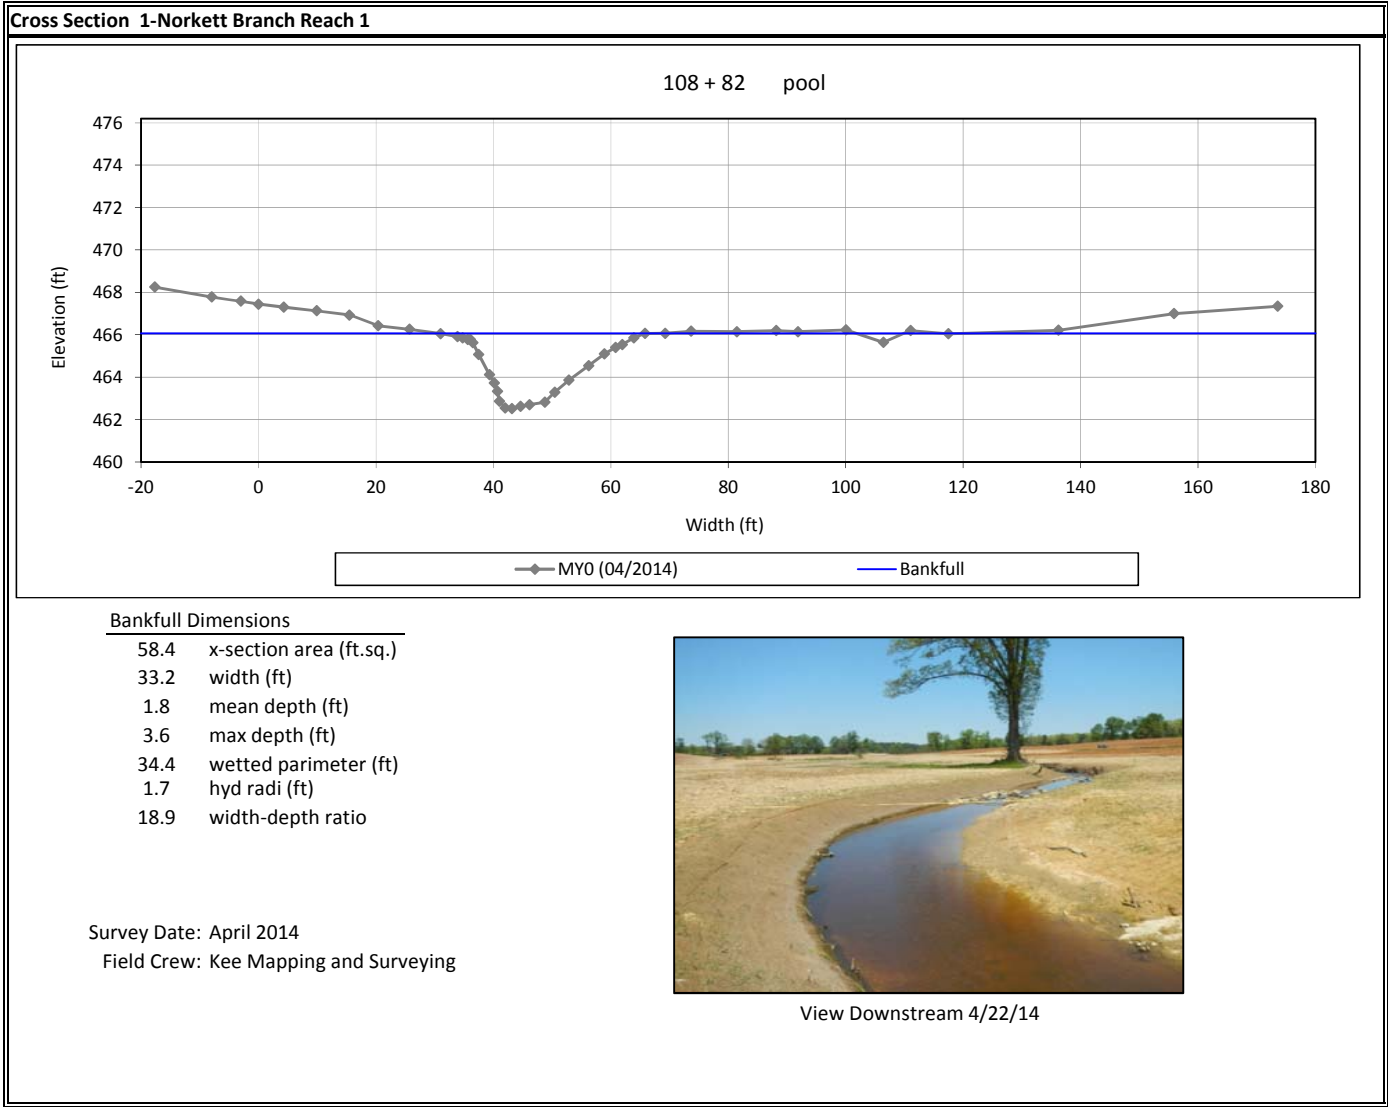 Cross Section 1-Norkett Branch Reach 1
108 + 82 pool
476
474
472
470
468
466
464
462
460
Elevation (ft)
-20 0 20 40 60 80 100 120 140 160 180
Width (ft)
MY0 (04/2014) Bankfull
Bankfull Dimensions
58.4 x-section area (ft.sq.)
33.2 width (ft)
1.8 mean depth (ft)
3.6 max depth (ft)
34.4 wetted parimeter (ft)
1.7 hyd radi (ft)
18.9 width-depth ratio
Survey Date: April 2014
Field Crew: Kee Mapping and Surveying
View Downstream 4/22/14